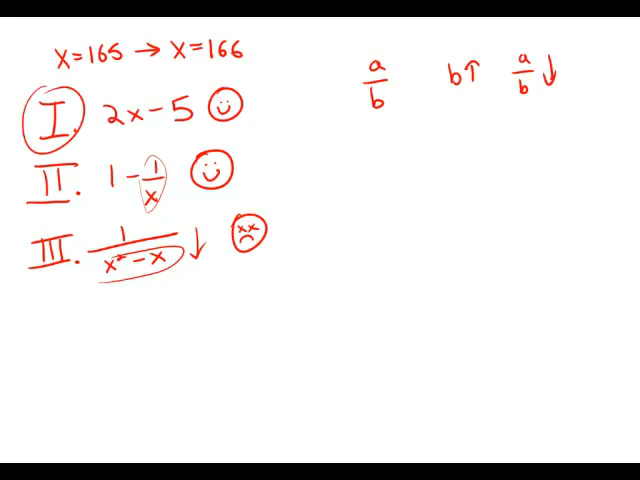 x=165 → x=166
I. 2x-5
II. 1 - 1/x
III. 1/(x²-x) ↓
a/b b↑ a/b ↓